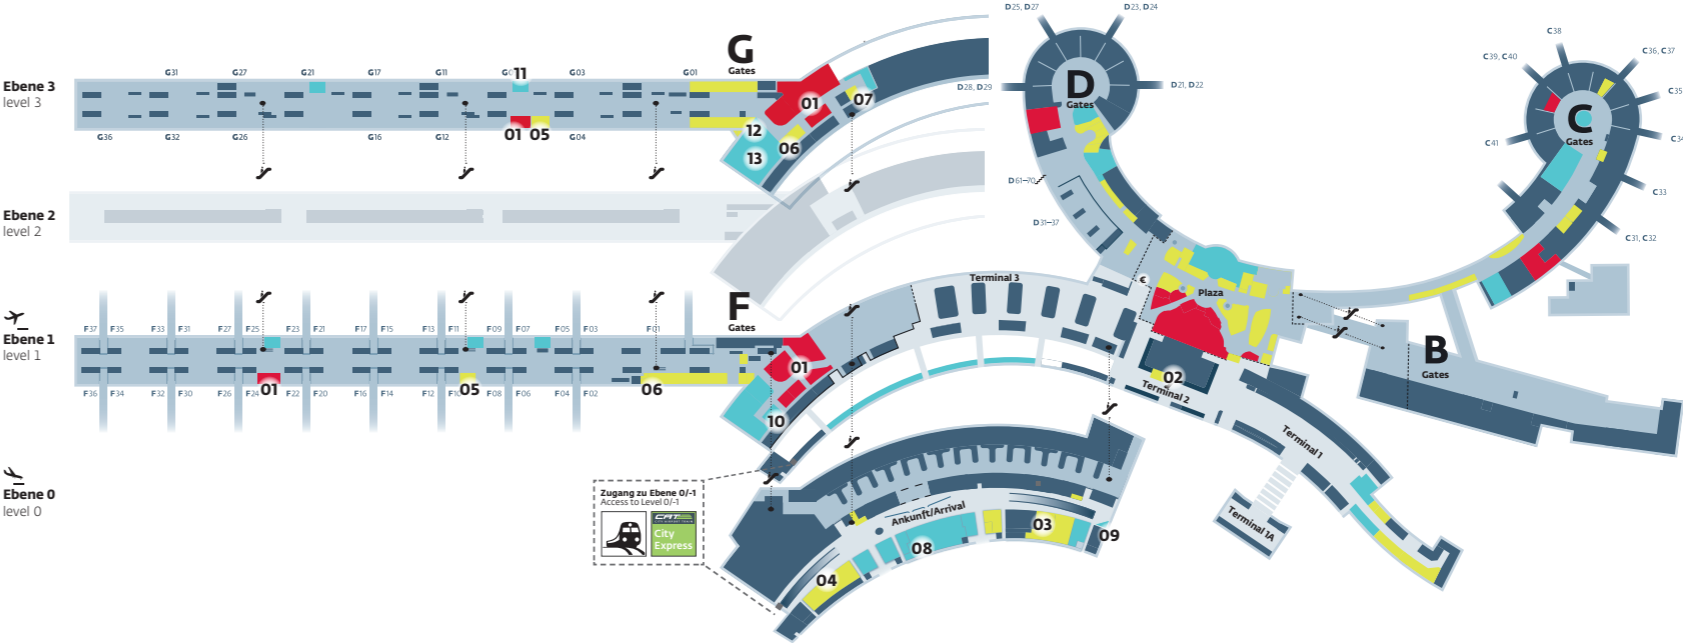 D25, D27
D23, D24
C38
C36, C37
C39, C40
G
Gates
Ebene 3
level 3
G31
G27
G21
G17
G11
11
G03
G01
D28, D29
D
Gates
D21, D22
C35
01
07
C
Gates
C34
C41
G36
G32
G26
G16
G12
01
05
G04
12
06
13
D61–70
C33
Ebene 2
level 2
D31–37
C31, C32
Terminal 3
€
Plaza
F
Gates
Ebene 1
level 1
F37
F35
F33
F31
F27
F25
F23
F21
F17
F15
F13
F11
F09
F07
F05
F03
F01
B
Gates
01
02
F36
F34
F32
F30
F26
F24
01
F22
F20
F16
F14
F12
05
F08
F06
F04
F02
06
10
Terminal 2
Terminal 1
Ebene 0
level 0
Zugang zu Ebene 0/-1
Access to Level 0/-1
CAT
CITY AIRPORT TRAIN
City
Express
Ankunft/Arrival
03
09
08
04
Terminal 1A